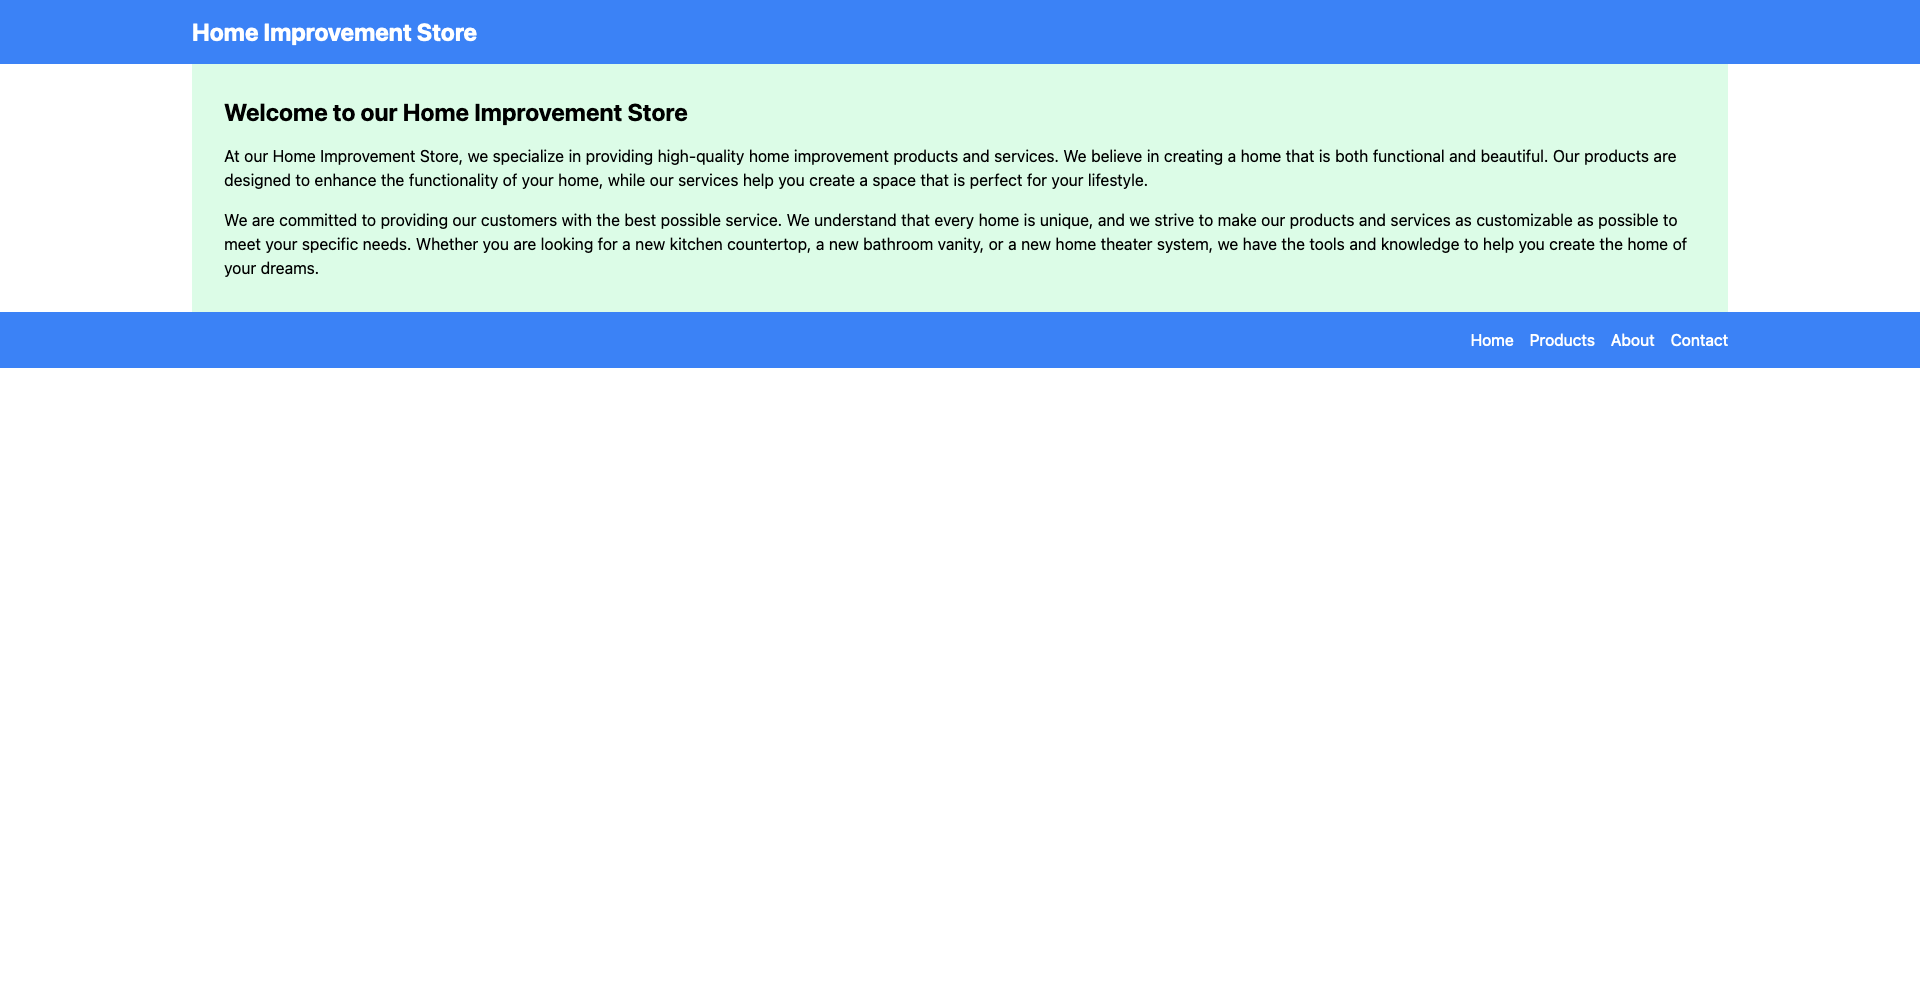 Home Improvement Store
Welcome to our Home Improvement Store
At our Home Improvement Store, we specialize in providing high-quality home improvement products and services. We believe in creating a home that is both functional and beautiful. Our products are
designed to enhance the functionality of your home, while our services help you create a space that is perfect for your lifestyle.
We are committed to providing our customers with the best possible service. We understand that every home is unique, and we strive to make our products and services as customizable as possible to
meet your specific needs. Whether you are looking for a new kitchen countertop, a new bathroom vanity, or a new home theater system, we have the tools and knowledge to help you create the home of
your dreams.
Home Products About Contact